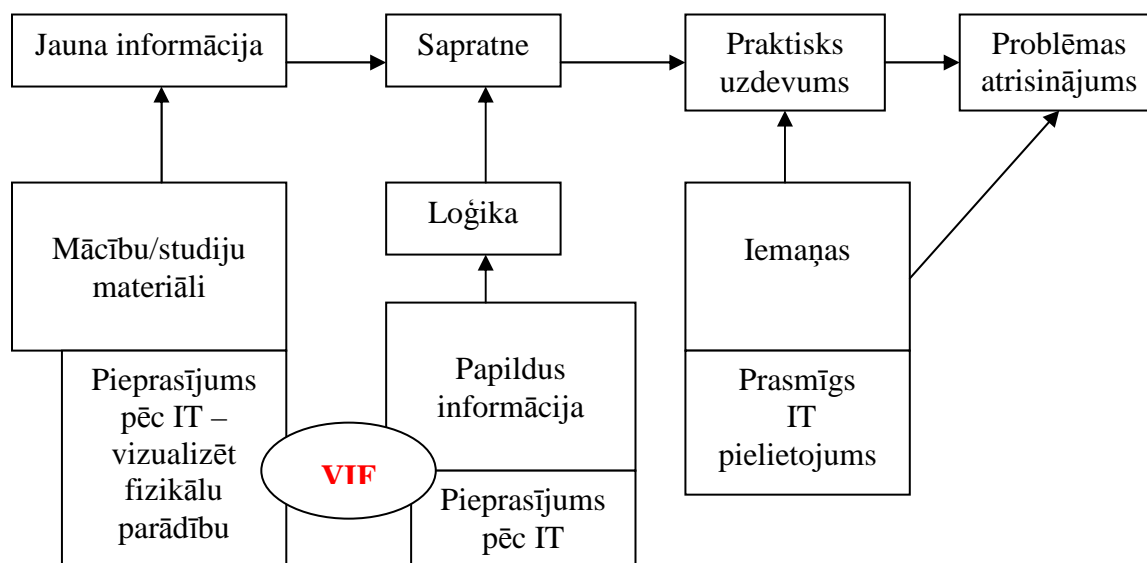 Jauna informācija
Sapratne
Praktisks
uzdevums
Problēmas
atrisinājums
Mācību/studiju
materiāli
Loģika
Iemaņas
Pieprasījums
pēc IT –
vizualizēt
fizikālu
parādību
VIF
Papildus
informācija
Pieprasījums
pēc IT
Prasmīgs
IT
pielietojums